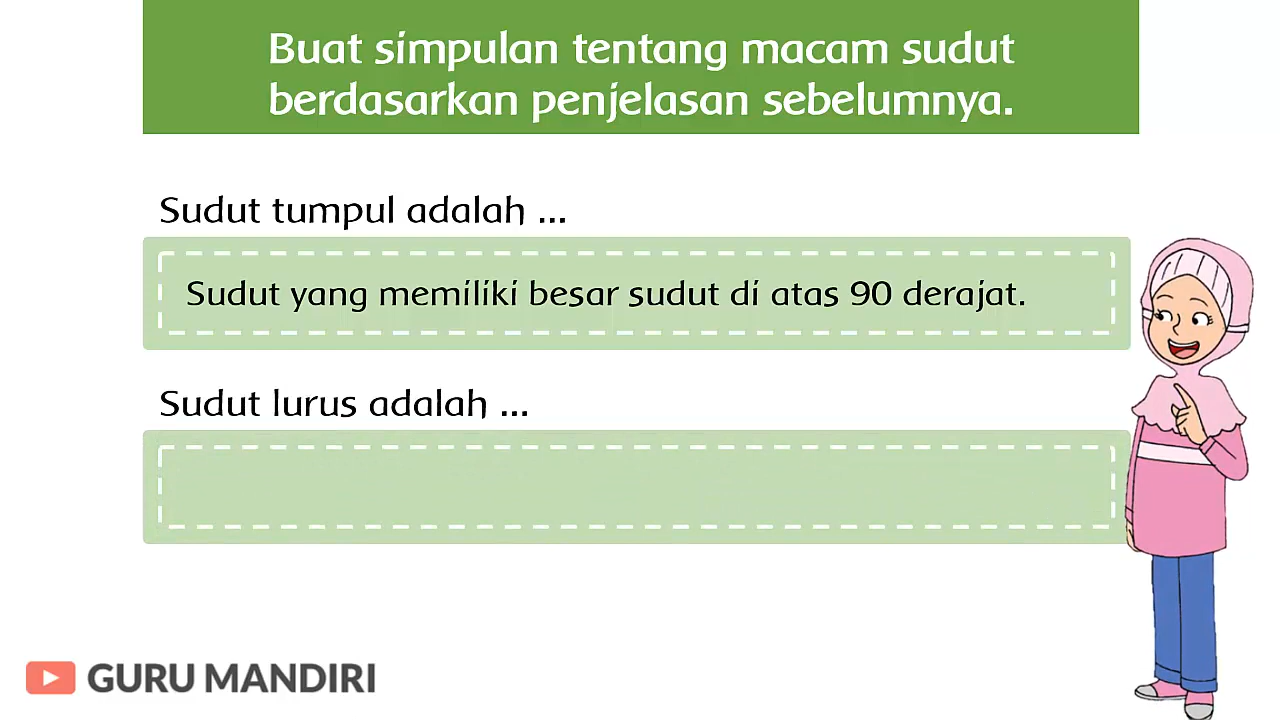 Buat simpulan tentang macam sudut
berdasarkan penjelasan sebelumnya.
Sudut tumpul adalah ...
Sudut yang memiliki besar sudut di atas 90 derajat.
Sudut lurus adalah ...
GURU MANDIRI